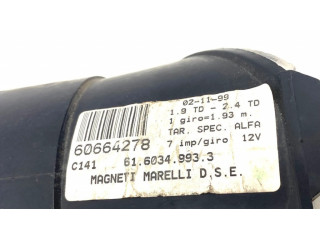 02-11-99
1.9 TD - 2.4 TD
1 giro=1.93 m.
TAR. SPEC. ALFA
60664278 7 imp/giro 12V
C141 61.6034.993.3
MAGNETI MARELLI D.S.E.